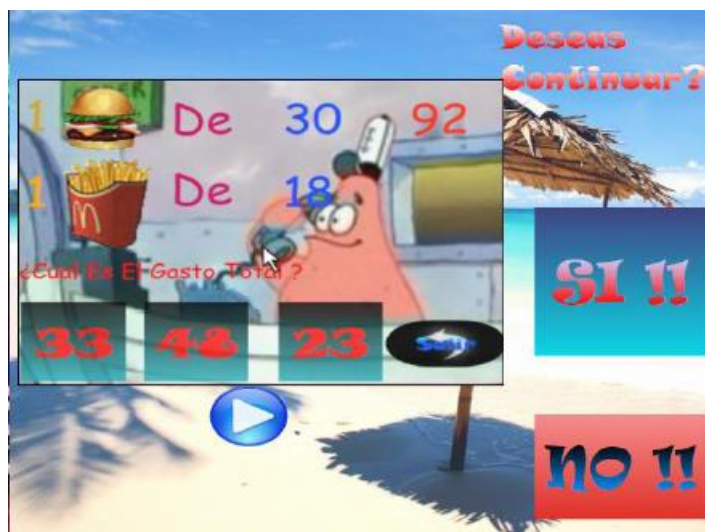 Deseas
Continuar?
1 De 30 92
1 De 18
¿Cual Es El Gasto Total ?
33 48 23 Salir
SI !!
NO !!